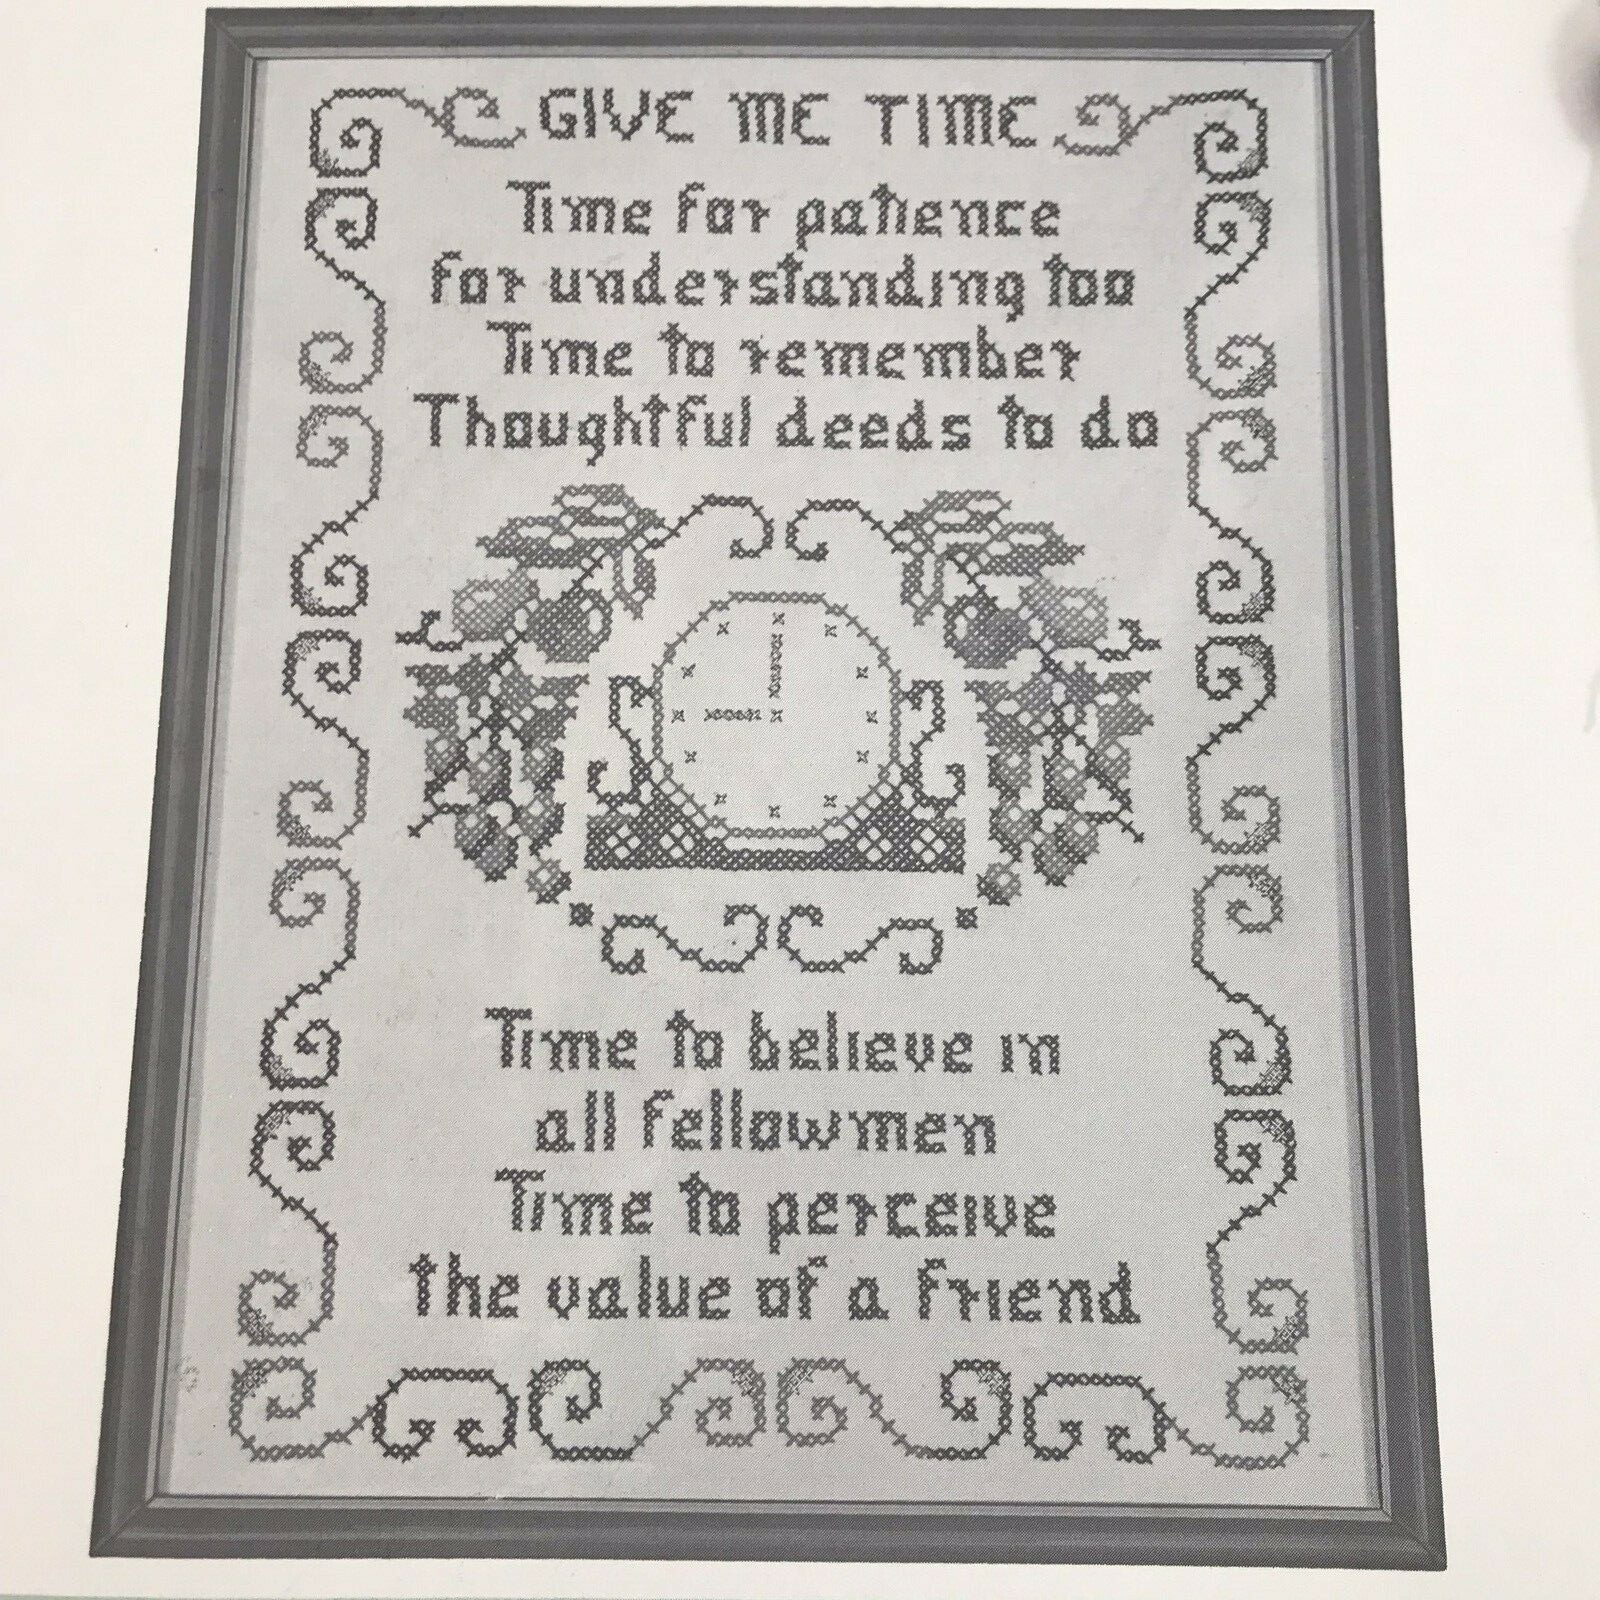 GIVE ME TIME
Time for patience
for understanding too
Time to remember
Thoughtful deeds to do
Time to believe in
all fellowmen
Time to perceive
the value of a friend